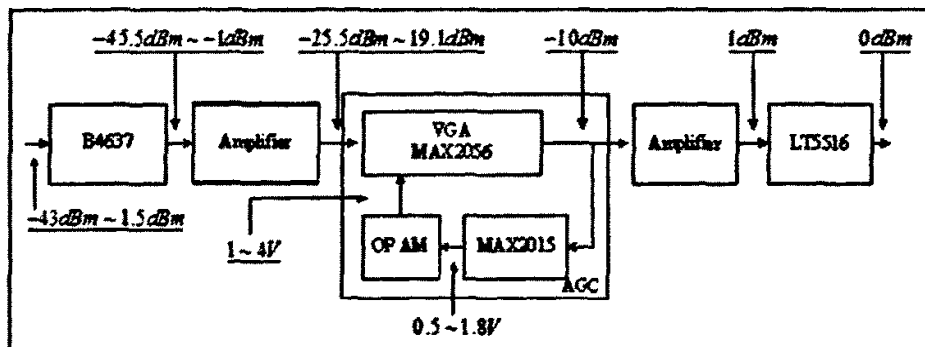 -45.5dBm ~ -1dBm
-25.5dBm ~ 19.1dBm
-10dBm
1dBm
0dBm
B4637
Amplifier
VGA
MAX2056
Amplifier
LT5516
-43dBm ~ 1.5dBm
1 ~ 4V
OP AM
MAX2015
AGC
0.5 ~ 1.8V